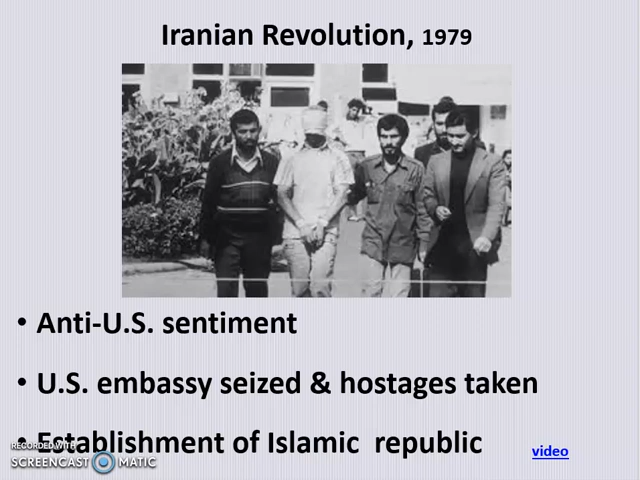 Iranian Revolution, 1979
• Anti-U.S. sentiment
• U.S. embassy seized & hostages taken
• Establishment of Islamic republic
video
RECORDED WITH
SCREENCAST MATIC